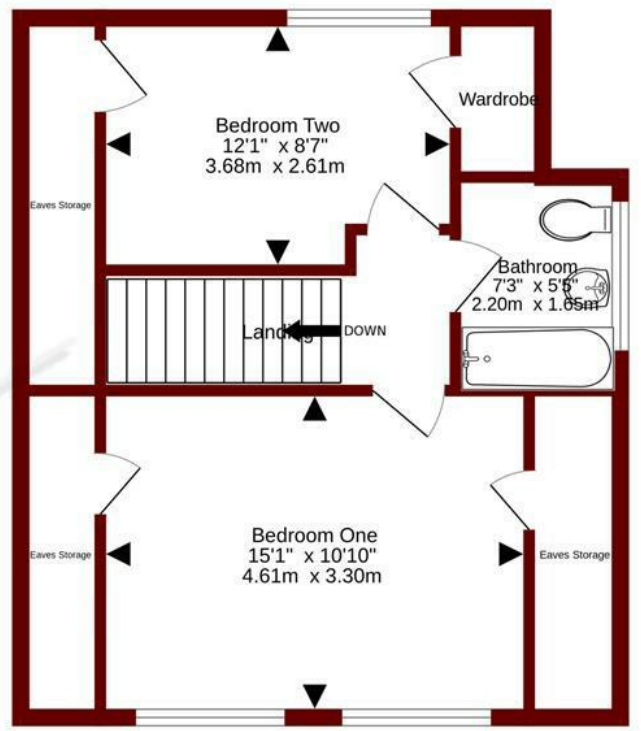 Wardrobe
Bedroom Two
12'1" x 8'7"
3.68m x 2.61m
Eaves Storage
Bathroom
7'3" x 5'5"
2.20m x 1.65m
Landing
DOWN
Bedroom One
15'1" x 10'10"
4.61m x 3.30m
Eaves Storage
Eaves Storage